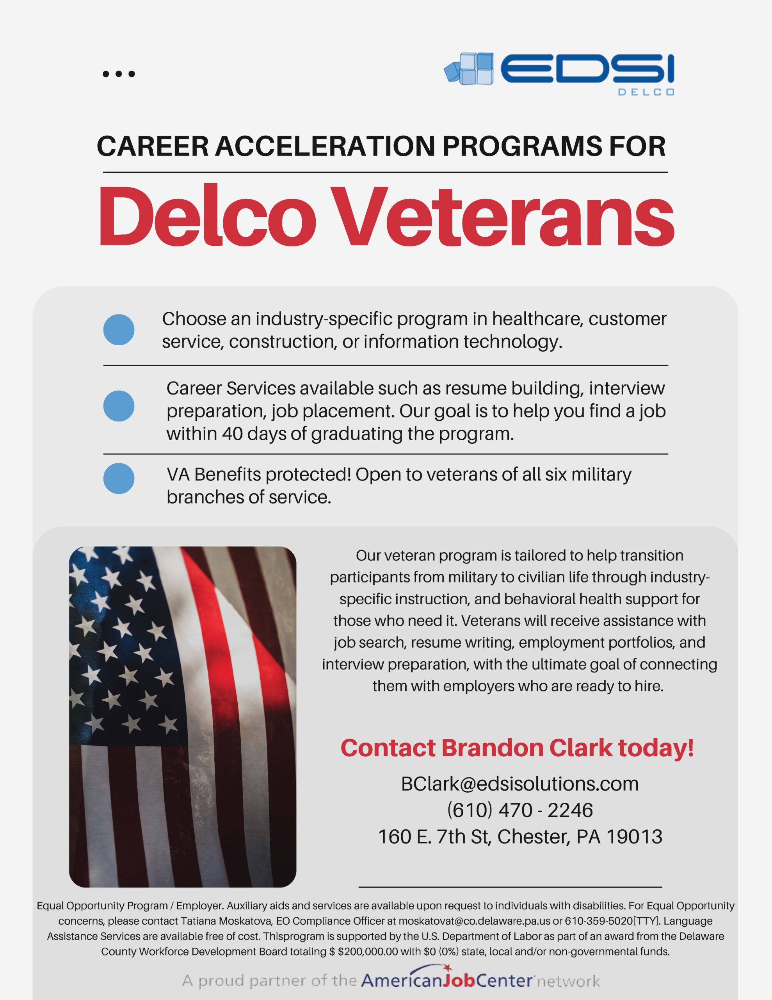 EDSI
DELCO
CAREER ACCELERATION PROGRAMS FOR
Delco Veterans
Choose an industry-specific program in healthcare, customer
service, construction, or information technology.
Career Services available such as resume building, interview
preparation, job placement. Our goal is to help you find a job
within 40 days of graduating the program.
VA Benefits protected! Open to veterans of all six military
branches of service.
Our veteran program is tailored to help transition
participants from military to civilian life through industry-
specific instruction, and behavioral health support for
those who need it. Veterans will receive assistance with
job search, resume writing, employment portfolios, and
interview preparation, with the ultimate goal of connecting
them with employers who are ready to hire.
Contact Brandon Clark today!
BClark@edsisolutions.com
(610) 470 - 2246
160 E. 7th St, Chester, PA 19013
Equal Opportunity Program / Employer. Auxiliary aids and services are available upon request to individuals with disabilities. For Equal Opportunity
concerns, please contact Tatiana Moskatova, EO Compliance Officer at moskatovat@co.delaware.pa.us or 610-359-5020[TTY]. Language
Assistance Services are available free of cost. Thisprogram is supported by the U.S. Department of Labor as part of an award from the Delaware
County Workforce Development Board totaling $ $200,000.00 with $0 (0%) state, local and/or non-governmental funds.
A proud partner of the AmericanJobCenter network